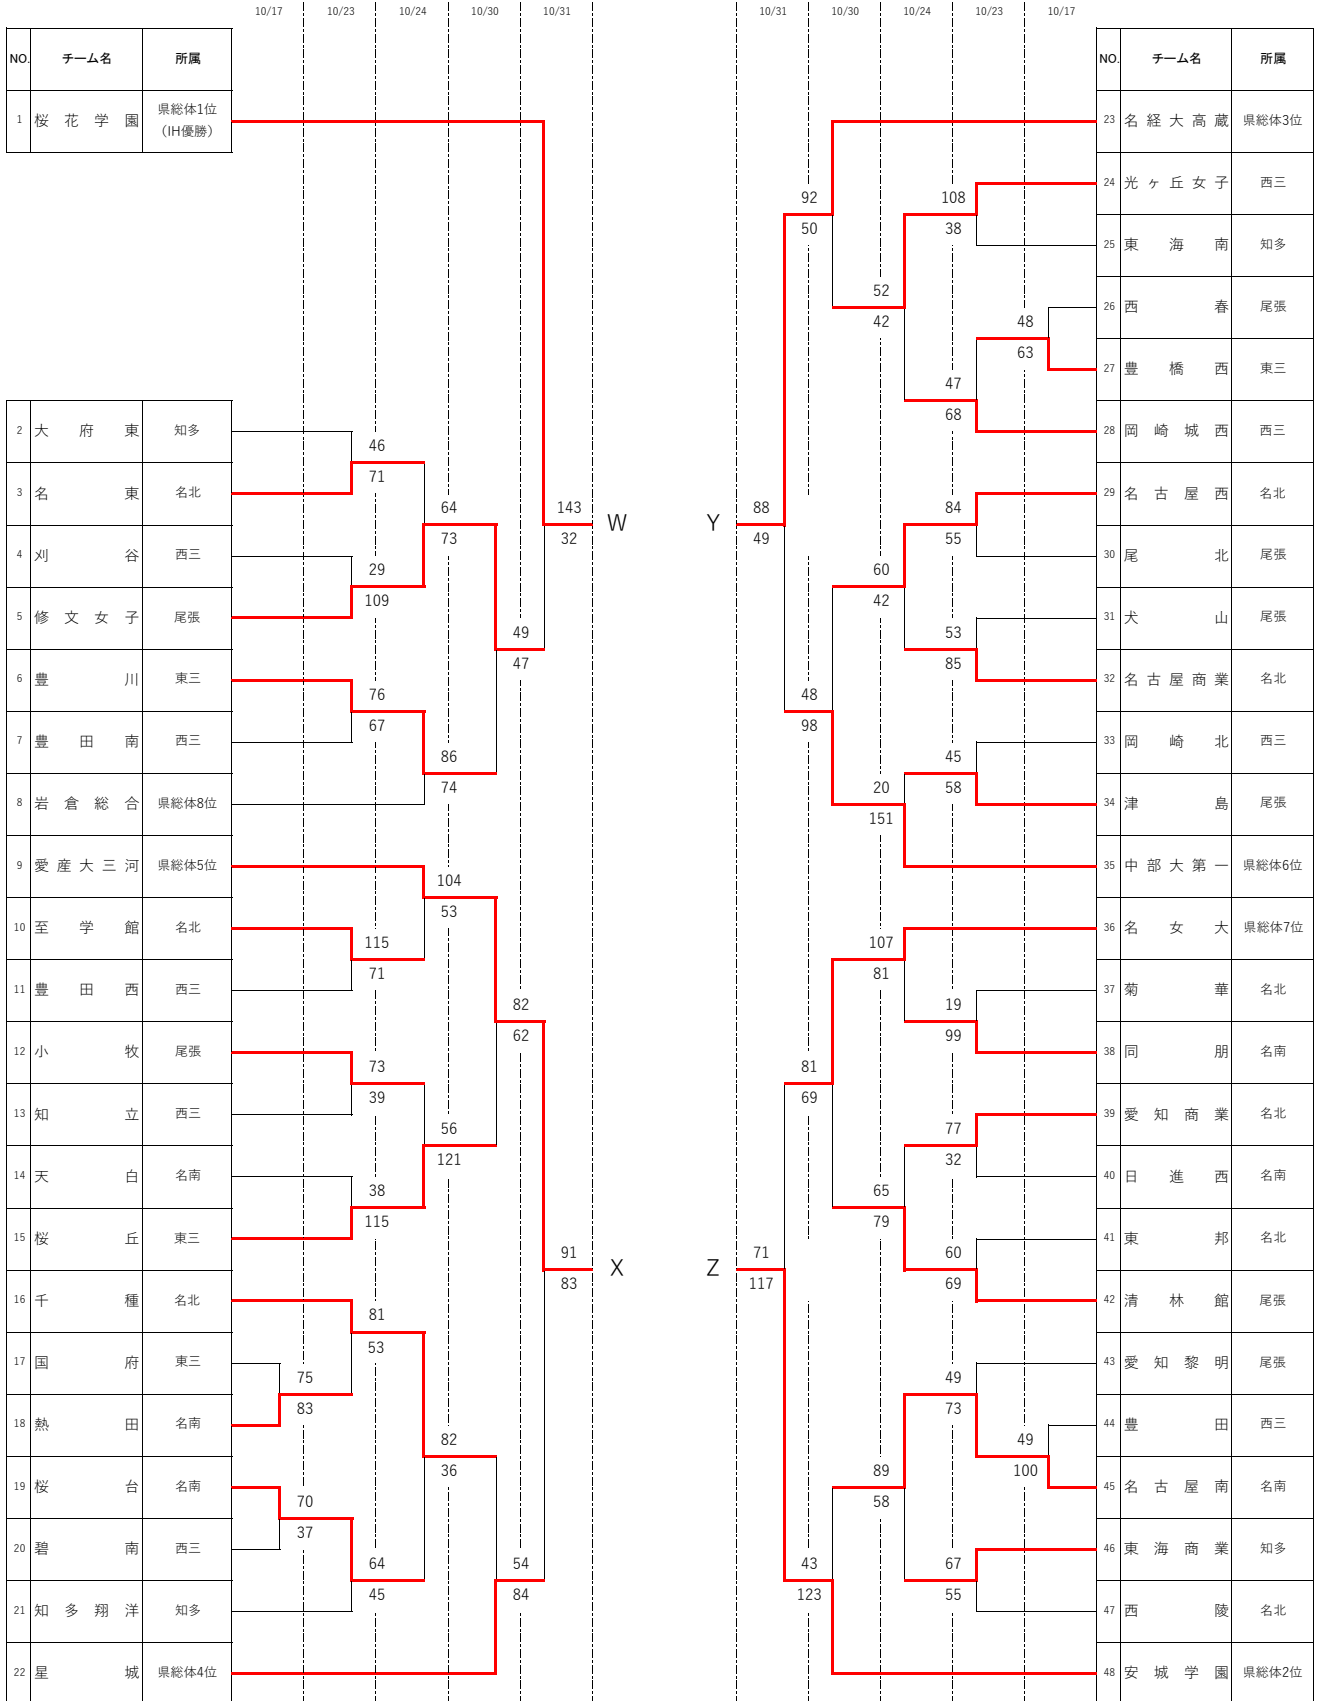 10/17 10/23 10/24 10/30 10/31
10/31 10/30 10/24 10/23 10/17
NO. チーム名 所属
1 桜花学園 県総体1位（IH優勝）
2 大府東 知多
3 名東 名北
4 刈谷 西三
5 修文女子 尾張
6 豊川 東三
7 豊田南 西三
8 岩倉総合 県総体8位
9 愛産大三河 県総体5位
10 至学館 名北
11 豊田西 西三
12 小牧 尾張
13 知立 西三
14 天白 名南
15 桜丘 東三
16 千種 名北
17 国府 東三
18 熱田 名南
19 桜台 名南
20 碧南 西三
21 知多翔洋 知多
22 星城 県総体4位
75
83
70
37
46
71
29
109
76
67
115
71
73
39
38
115
81
53
64
45
64
73
86
74
104
53
56
121
82
36
49
47
82
62
54
84
143
32
91
83
W
X
Y
Z
88
49
71
117
92
50
48
98
81
69
43
123
52
42
60
42
20
151
107
81
65
79
89
58
108
38
47
68
84
55
53
85
45
58
19
99
77
32
60
69
49
73
67
55
48
63
49
100
NO. チーム名 所属
23 名経大高蔵 県総体3位
24 光ヶ丘女子 西三
25 東海南 知多
26 西春 尾張
27 豊橋西 東三
28 岡崎城西 西三
29 名古屋西 名北
30 尾北 尾張
31 犬山 尾張
32 名古屋商業 名北
33 岡崎北 西三
34 津島 尾張
35 中部大第一 県総体6位
36 名女大 県総体7位
37 菊華 名北
38 同朋 名南
39 愛知商業 名北
40 日進西 名南
41 東邦 名北
42 清林館 尾張
43 愛知黎明 尾張
44 豊田 西三
45 名古屋南 名南
46 東海商業 知多
47 西陵 名北
48 安城学園 県総体2位